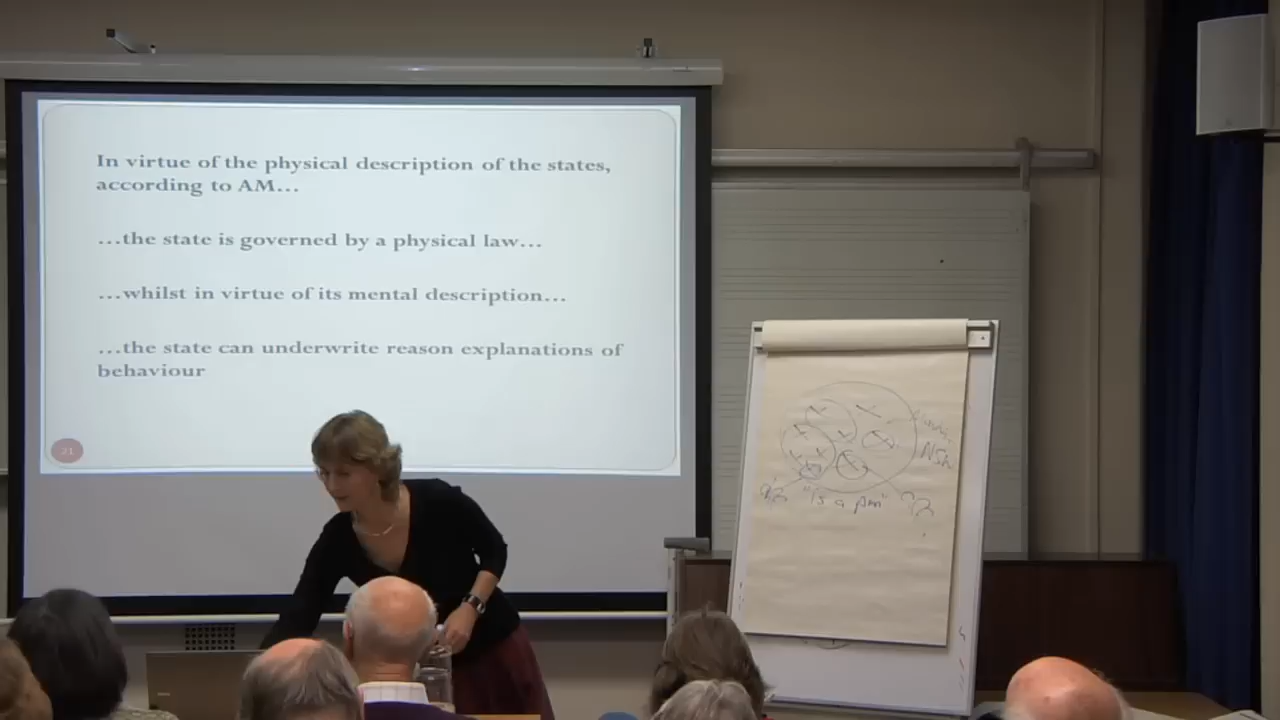 In virtue of the physical description of the states,
according to AM…
…the state is governed by a physical law…
…whilst in virtue of its mental description…
…the state can underwrite reason explanations of
behaviour
21
"is a pen"